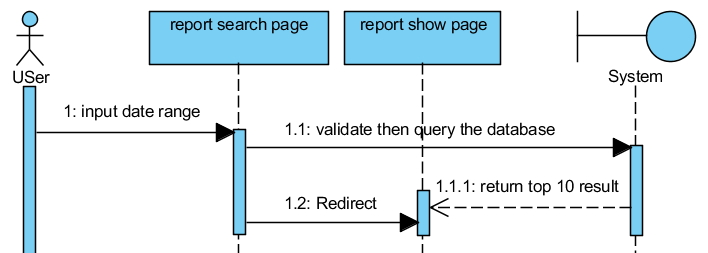 report search page
report show page
USer
System
1: input date range
1.1: validate then query the database
1.1.1: return top 10 result
1.2: Redirect